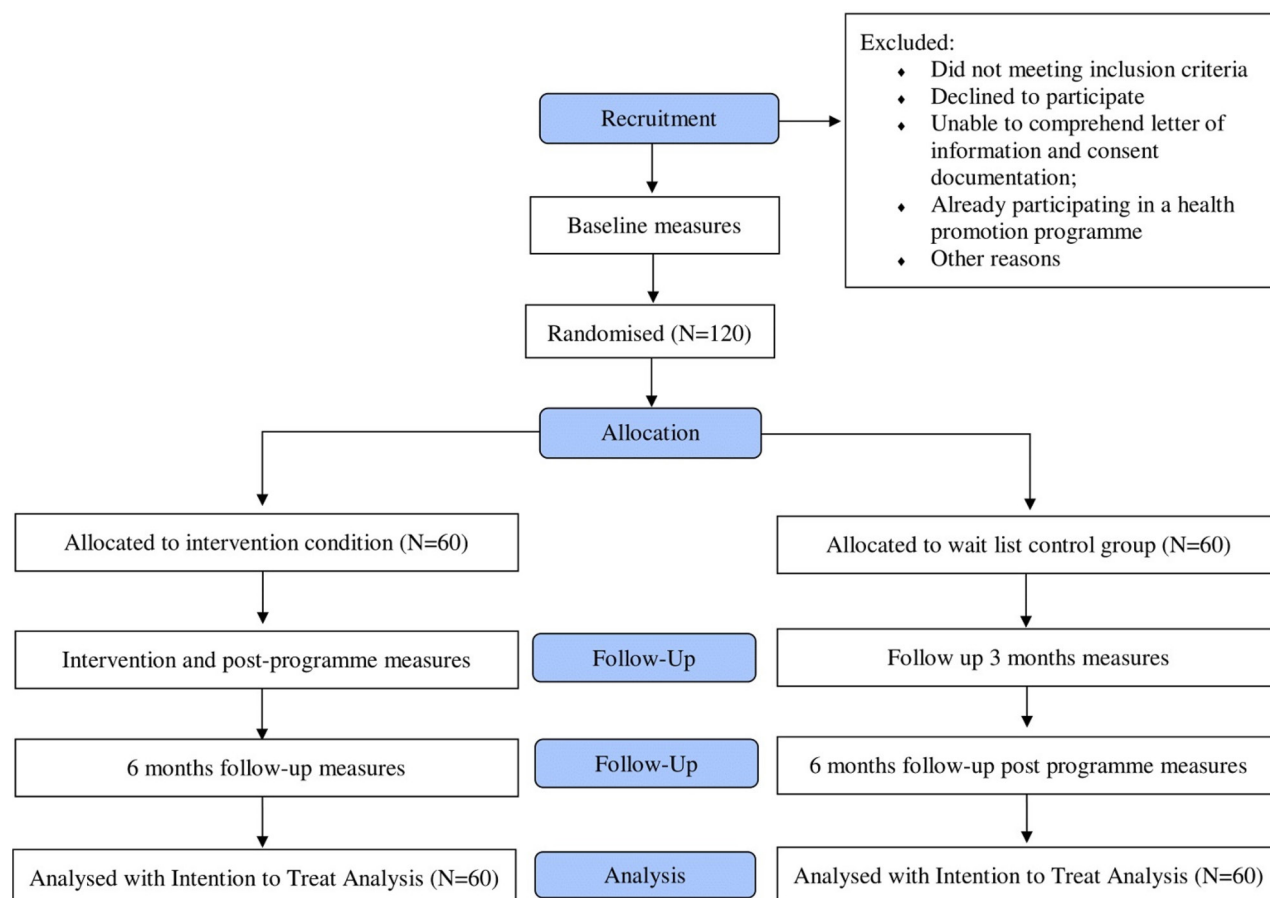 Excluded:
♦ Did not meeting inclusion criteria
♦ Declined to participate
♦ Unable to comprehend letter of
information and consent
documentation;
♦ Already participating in a health
promotion programme
♦ Other reasons
Recruitment
Baseline measures
Randomised (N=120)
Allocation
Allocated to intervention condition (N=60)
Allocated to wait list control group (N=60)
Intervention and post-programme measures
Follow-Up
Follow up 3 months measures
6 months follow-up measures
Follow-Up
6 months follow-up post programme measures
Analysed with Intention to Treat Analysis (N=60)
Analysis
Analysed with Intention to Treat Analysis (N=60)